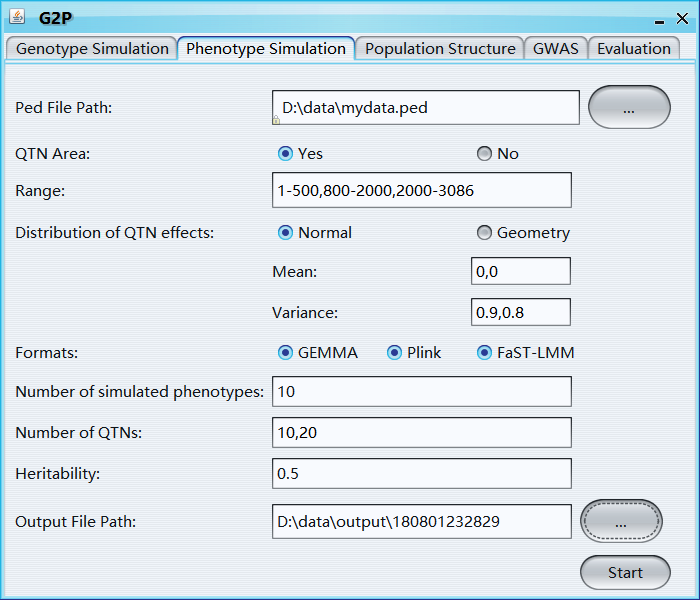 G2P
Genotype Simulation Phenotype Simulation Population Structure GWAS Evaluation
Ped File Path: D:\data\mydata.ped ...
QTN Area: Yes No
Range: 1-500,800-2000,2000-3086
Distribution of QTN effects: Normal Geometry
Mean: 0,0
Variance: 0.9,0.8
Formats: GEMMA Plink FaST-LMM
Number of simulated phenotypes: 10
Number of QTNs: 10,20
Heritability: 0.5
Output File Path: D:\data\output\180801232829 ...
Start